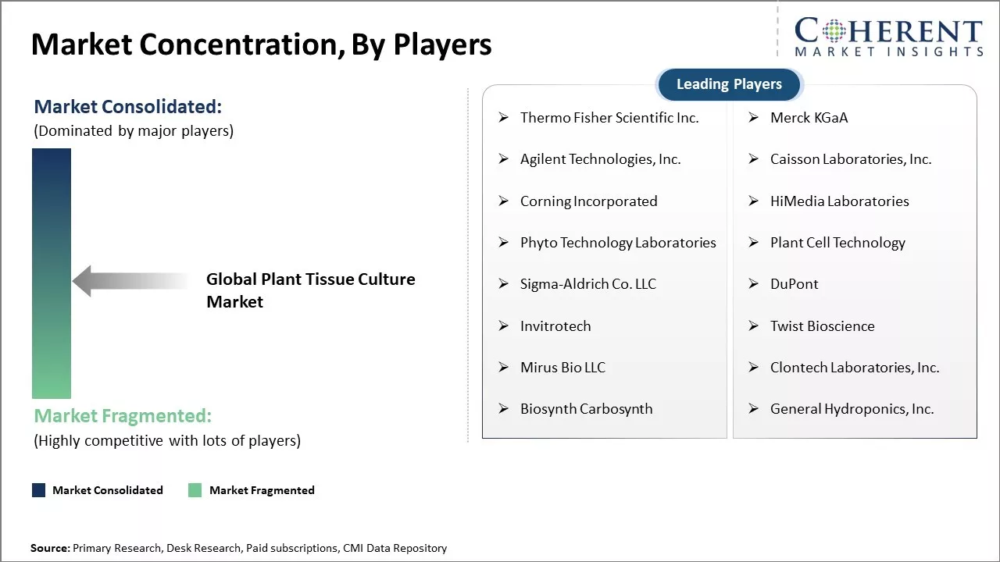 Market Concentration, By Players
COHERENT
MARKET INSIGHTS
Market Consolidated:
(Dominated by major players)
Global Plant Tissue Culture
Market
Market Fragmented:
(Highly competitive with lots of players)
Market Consolidated
Market Fragmented
Leading Players
Thermo Fisher Scientific Inc.
Agilent Technologies, Inc.
Corning Incorporated
Phyto Technology Laboratories
Sigma-Aldrich Co. LLC
Invitrotech
Mirus Bio LLC
Biosynth Carbosynth
Merck KGaA
Caisson Laboratories, Inc.
HiMedia Laboratories
Plant Cell Technology
DuPont
Twist Bioscience
Clontech Laboratories, Inc.
General Hydroponics, Inc.
Source: Primary Research, Desk Research, Paid subscriptions, CMI Data Repository